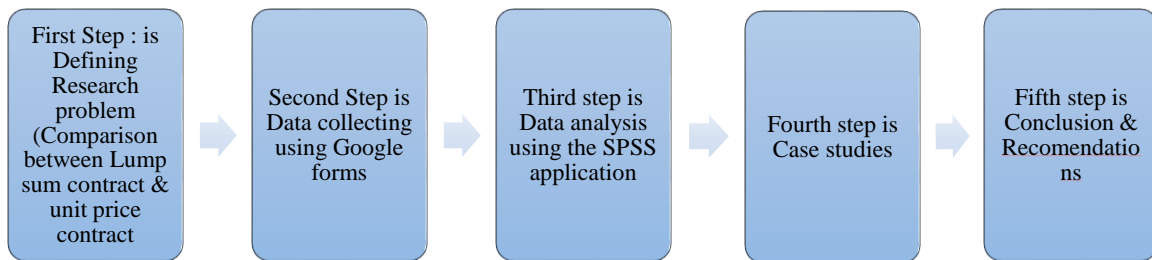 First Step : is
Defining
Research
problem
(Comparison
between Lump
sum contract &
unit price
contract
Second Step is
Data collecting
using Google
forms
Third step is
Data analysis
using the SPSS
application
Fourth step is
Case studies
Fifth step is
Conclusion &
Recomendatio
ns